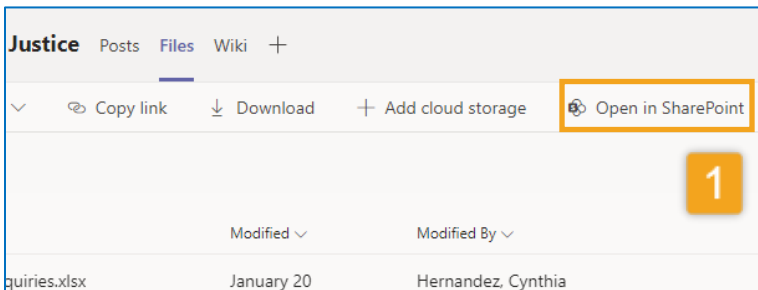 Justice Posts Files Wiki +
Copy link Download + Add cloud storage Open in SharePoint
1
Modified Modified By
quiries.xlsx January 20 Hernandez, Cynthia